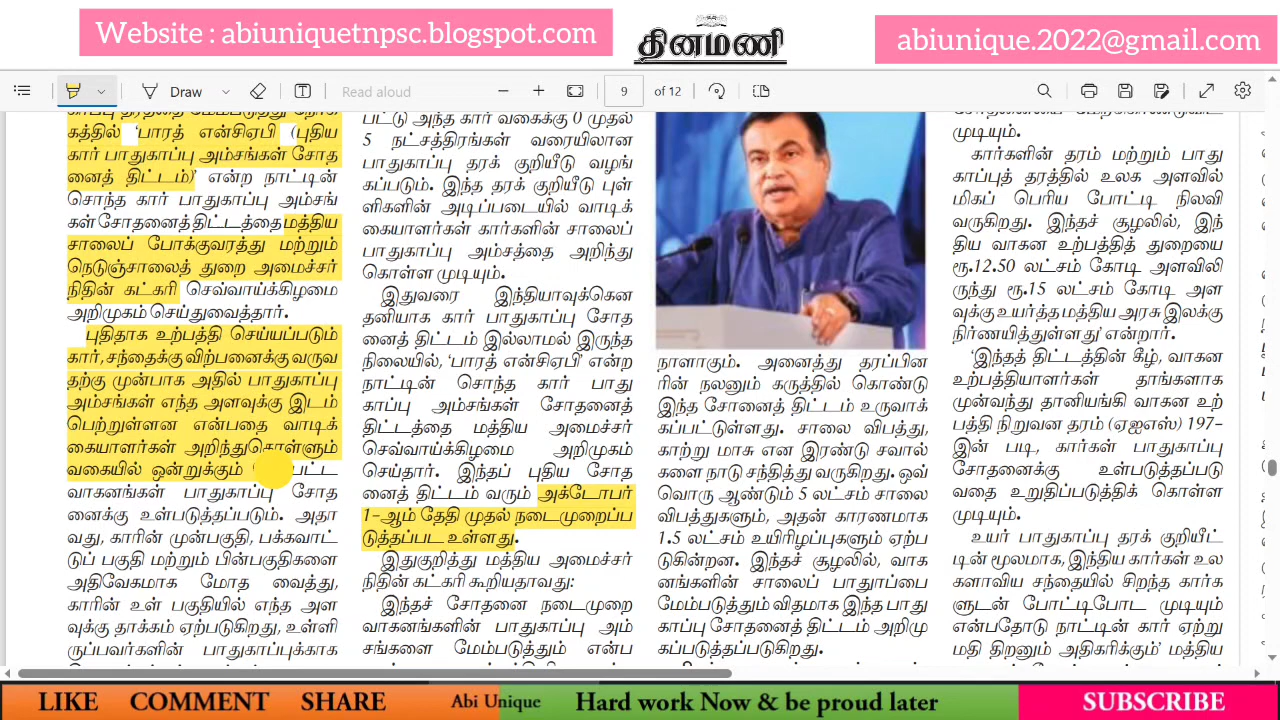 Website : abiuniquetnpsc.blogspot.com
தினமணி
abiunique.2022@gmail.com
Draw
Read aloud
9
of 12
கத்தில் 'பாரத் என்சிஏபி (புதிய
கார் பாதுகாப்பு அம்சங்கள் சோத
னைத் திட்டம்)' என்ற நாட்டின்
சொந்த கார் பாதுகாப்பு அம்சங்
கள் சோதனைத் திட்டத்தை மத்திய
சாலைப் போக்குவரத்து மற்றும்
நெடுஞ்சாலைத் துறை அமைச்சர்
நிதின் கட்கரி செவ்வாய்க்கிழமை
அறிமுகம் செய்துவைத்தார்.
புதிதாக உற்பத்தி செய்யப்படும்
கார், சந்தைக்கு விற்பனைக்கு வருவ
தற்கு முன்பாக அதில் பாதுகாப்பு
அம்சங்கள் எந்த அளவுக்கு இடம்
பெற்றுள்ளன என்பதை வாடிக்
கையாளர்கள் அறிந்துகொள்ளும்
வகையில் ஒன்றுக்கும் பட்ட
வாகனங்கள் பாதுகாப்பு சோத
னைக்கு உள்படுத்தப்படும். அதா
வது, காரின் முன்பகுதி, பக்கவாட்
டுப் பகுதி மற்றும் பின்பகுதிகளை
அதிவேகமாக மோத வைத்து,
காரின் உள் பகுதியில் எந்த அள
வுக்கு தாக்கம் ஏற்படுகிறது, உள்ளி
ருப்பவர்களின் பாதுகாப்புக்காக
பட்டு அந்த கார் வகைக்கு 0 முதல்
5 நட்சத்திரங்கள் வரையிலான
பாதுகாப்பு தரக் குறியீடு வழங்
கப்படும். இந்த தரக் குறியீடு புள்
ளிகளின் அடிப்படையில் வாடிக்
கையாளர்கள் கார்களின் சாலைப்
பாதுகாப்பு அம்சத்தை அறிந்து
கொள்ள முடியும்.
இதுவரை இந்தியாவுக்கென
தனியாக கார் பாதுகாப்பு சோத
னைத் திட்டம் இல்லாமல் இருந்த
நிலையில், 'பாரத் என்சிஏபி' என்ற
நாட்டின் சொந்த கார் பாது
காப்பு அம்சங்கள் சோதனைத்
திட்டத்தை மத்திய அமைச்சர்
செவ்வாய்க்கிழமை அறிமுகம்
செய்தார். இந்தப் புதிய சோத
னைத் திட்டம் வரும் அக்டோபர்
1-ஆம் தேதி முதல் நடைமுறைப்ப
டுத்தப்பட உள்ளது.
இதுகுறித்து மத்திய அமைச்சர்
நிதின் கட்கரி கூறியதாவது:
இந்தச் சோதனை நடைமுறை
வாகனங்களின் பாதுகாப்பு அம்
சங்களை மேம்படுத்தும் என்ப
நாளாகும். அனைத்து தரப்பின
ரின் நலனும் கருத்தில் கொண்டு
இந்த சோனைத் திட்டம் உருவாக்
கப்பட்டுள்ளது. சாலை விபத்து,
காற்று மாசு என இரண்டு சவால்
களை நாடு சந்தித்து வருகிறது. ஒவ்
வொரு ஆண்டும் 5 லட்சம் சாலை
விபத்துகளும், அதன் காரணமாக
1.5 லட்சம் உயிரிழப்புகளும் ஏற்ப
டுகின்றன. இந்தச் சூழலில், வாக
னங்களின் சாலைப் பாதுாப்பை
மேம்படுத்தும் விதமாக இந்த பாது
காப்பு சோதனைத் திட்டம் அறிமு
கப்படுத்தப்படுகிறது.
முடியும்.
கார்களின் தரம் மற்றும் பாது
காப்புத் தரத்தில் உலக அளவில்
மிகப் பெரிய போட்டி நிலவி
வருகிறது. இந்தச் சூழலில், இந்
திய வாகன உற்பத்தித் துறையை
ரூ.12.50 லட்சம் கோடி அளவிலி
ருந்து ரூ.15 லட்சம் கோடி அள
வுக்கு உயர்த்த மத்திய அரசு இலக்கு
நிர்ணயித்துள்ளது' என்றார்.
'இந்தத் திட்டத்தின் கீழ், வாகன
உற்பத்தியாளர்கள் தாங்களாக
முன்வந்து தானியங்கி வாகன உற்
பத்தி நிறுவன தரம் (ஏஐஎஸ்) 197-
இன் படி, கார்கள் பாதுகாப்பு
சோதனைக்கு உள்படுத்தப்படு
வதை உறுதிப்படுத்திக் கொள்ள
முடியும்.
உயர் பாதுகாப்பு தரக் குறியீட்
டின் மூலமாக, இந்திய கார்கள் உல
களாவிய சந்தையில் சிறந்த கார்க
ளுடன் போட்டிபோட முடியும்
என்பதோடு நாட்டின் கார் ஏற்று
மதி திறனும் அதிகரிக்கும்' மத்திய
LIKE COMMENT SHARE
Abi Unique
Hard work Now & be proud later
SUBSCRIBE